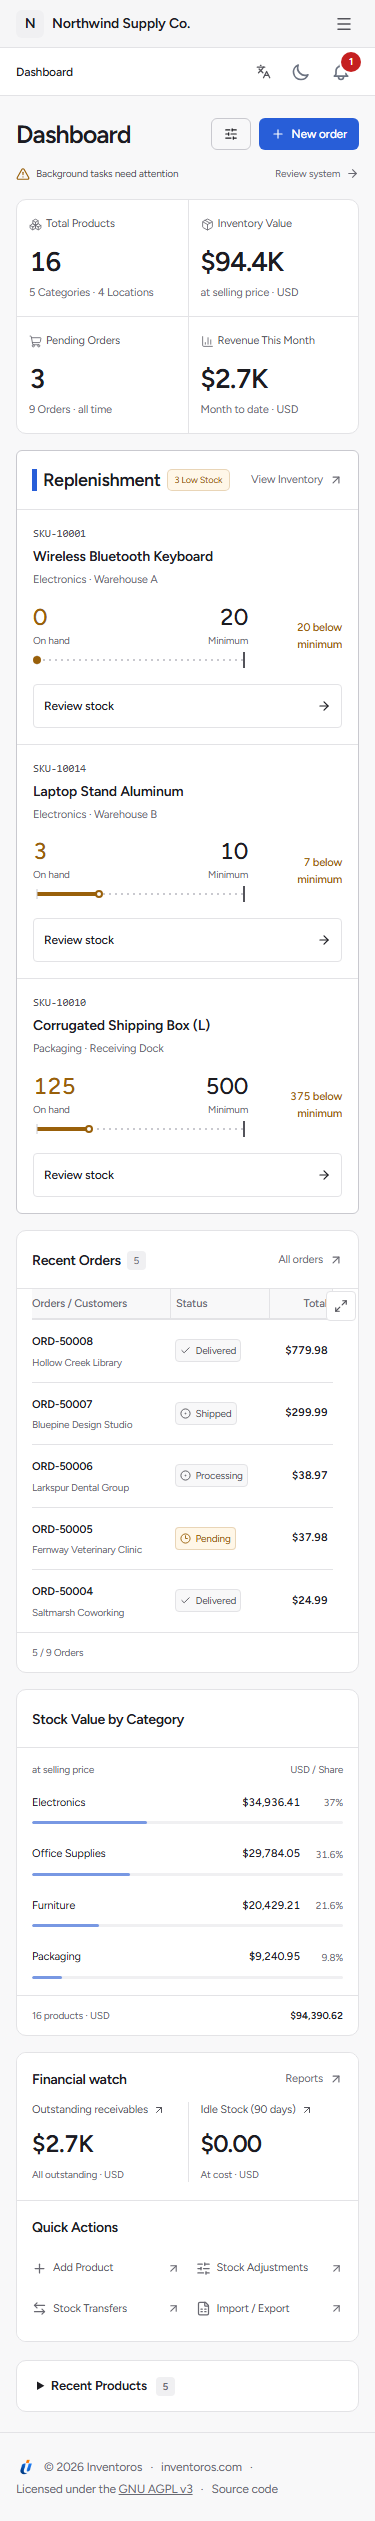 N Northwind Supply Co.
Dashboard
1
Dashboard
New order
Background tasks need attention
Review system
Total Products
16
5 Categories · 4 Locations
Inventory Value
$94.4K
at selling price · USD
Pending Orders
3
9 Orders · all time
Revenue This Month
$2.7K
Month to date · USD
Replenishment 3 Low Stock View Inventory
SKU-10001
Wireless Bluetooth Keyboard
Electronics · Warehouse A
0 20
On hand Minimum
20 below
minimum
Review stock
SKU-10014
Laptop Stand Aluminum
Electronics · Warehouse B
3 10
On hand Minimum
7 below
minimum
Review stock
SKU-10010
Corrugated Shipping Box (L)
Packaging · Receiving Dock
125 500
On hand Minimum
375 below
minimum
Review stock
Recent Orders 5 All orders
Orders / Customers Status Total
ORD-50008
Hollow Creek Library
Delivered
$779.98
ORD-50007
Bluepine Design Studio
Shipped
$299.99
ORD-50006
Larkspur Dental Group
Processing
$38.97
ORD-50005
Fernway Veterinary Clinic
Pending
$37.98
ORD-50004
Saltmarsh Coworking
Delivered
$24.99
5 / 9 Orders
Stock Value by Category
at selling price USD / Share
Electronics $34,936.41 37%
Office Supplies $29,784.05 31.6%
Furniture $20,429.21 21.6%
Packaging $9,240.95 9.8%
16 products · USD $94,390.62
Financial watch Reports
Outstanding receivables
$2.7K
All outstanding · USD
Idle Stock (90 days)
$0.00
At cost · USD
Quick Actions
Add Product Stock Adjustments
Stock Transfers Import / Export
Recent Products 5
© 2026 Inventoros · inventoros.com ·
Licensed under the GNU AGPL v3 · Source code